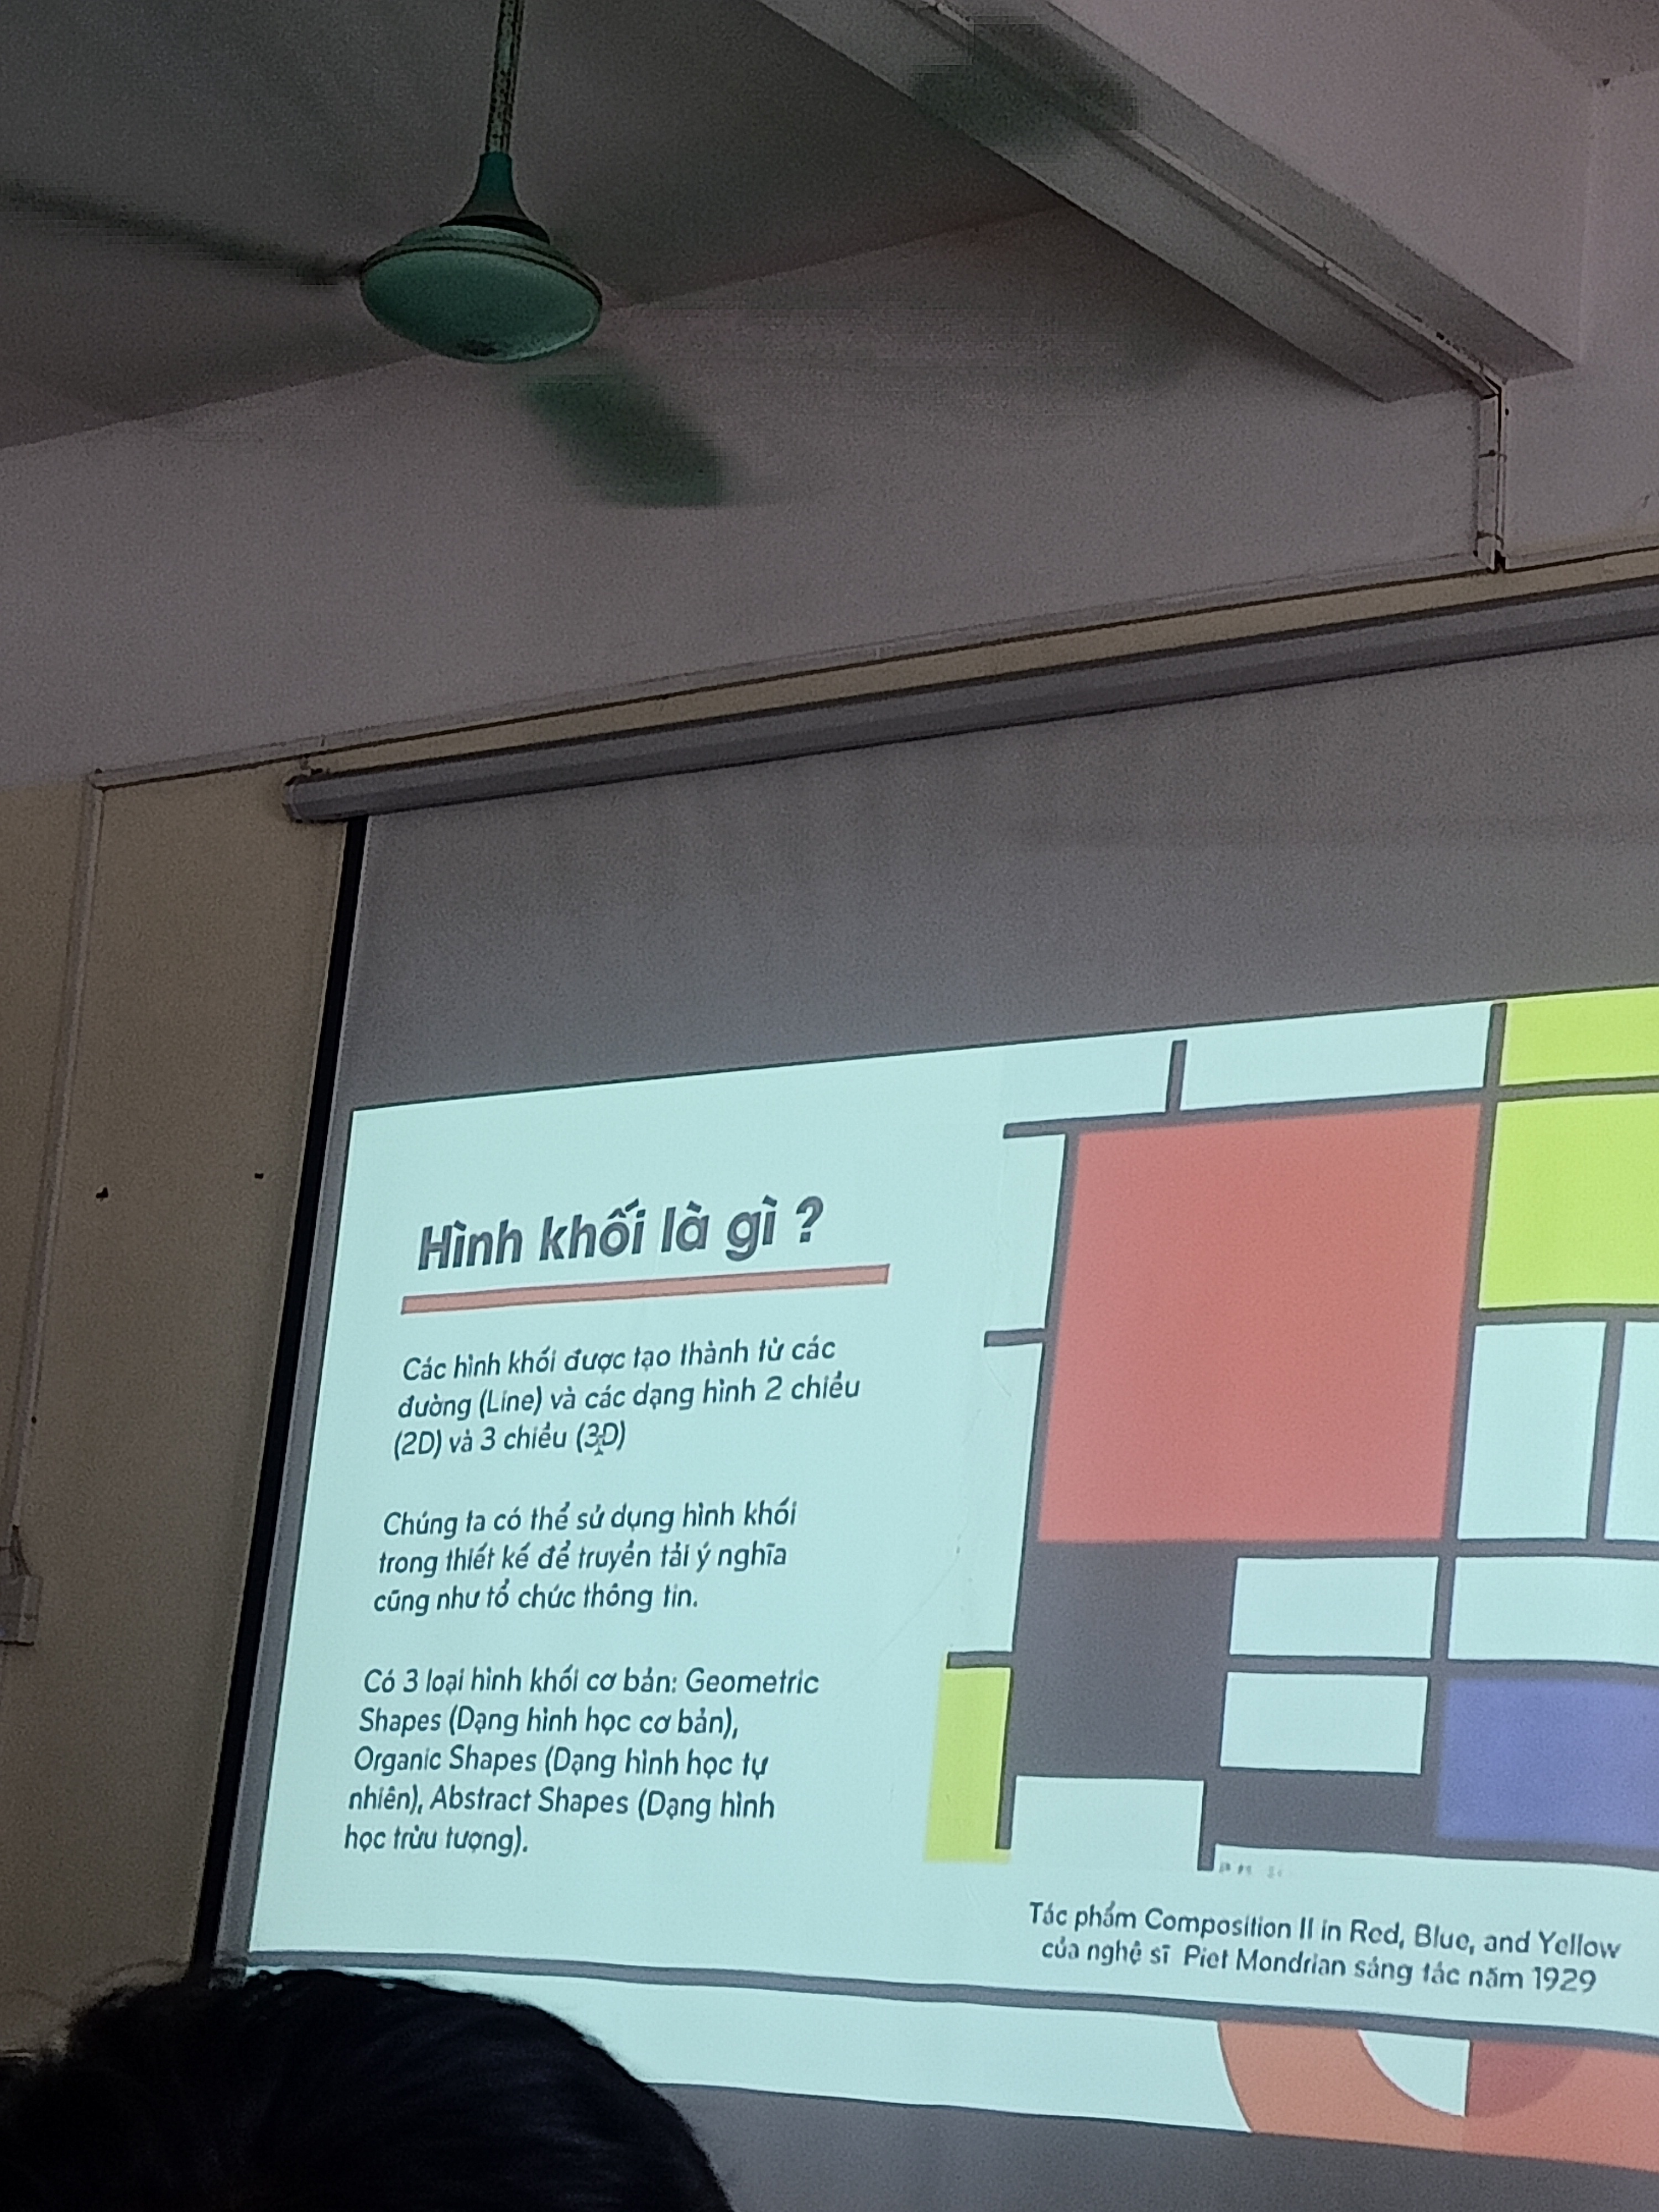 Hình khối là gì ?
Các hình khối được tạo thành từ các
đường (Line) và các dạng hình 2 chiều
(2D) và 3 chiều (3D)
Chúng ta có thể sử dụng hình khối
trong thiết kế để truyền tải ý nghĩa
cũng như tổ chức thông tin.
Có 3 loại hình khối cơ bản: Geometric
Shapes (Dạng hình học cơ bản),
Organic Shapes (Dạng hình học tự
nhiên), Abstract Shapes (Dạng hình
học trừu tượng).
Tác phẩm Composition II in Red, Blue, and Yellow
của nghệ sĩ Piet Mondrian sáng tác năm 1929